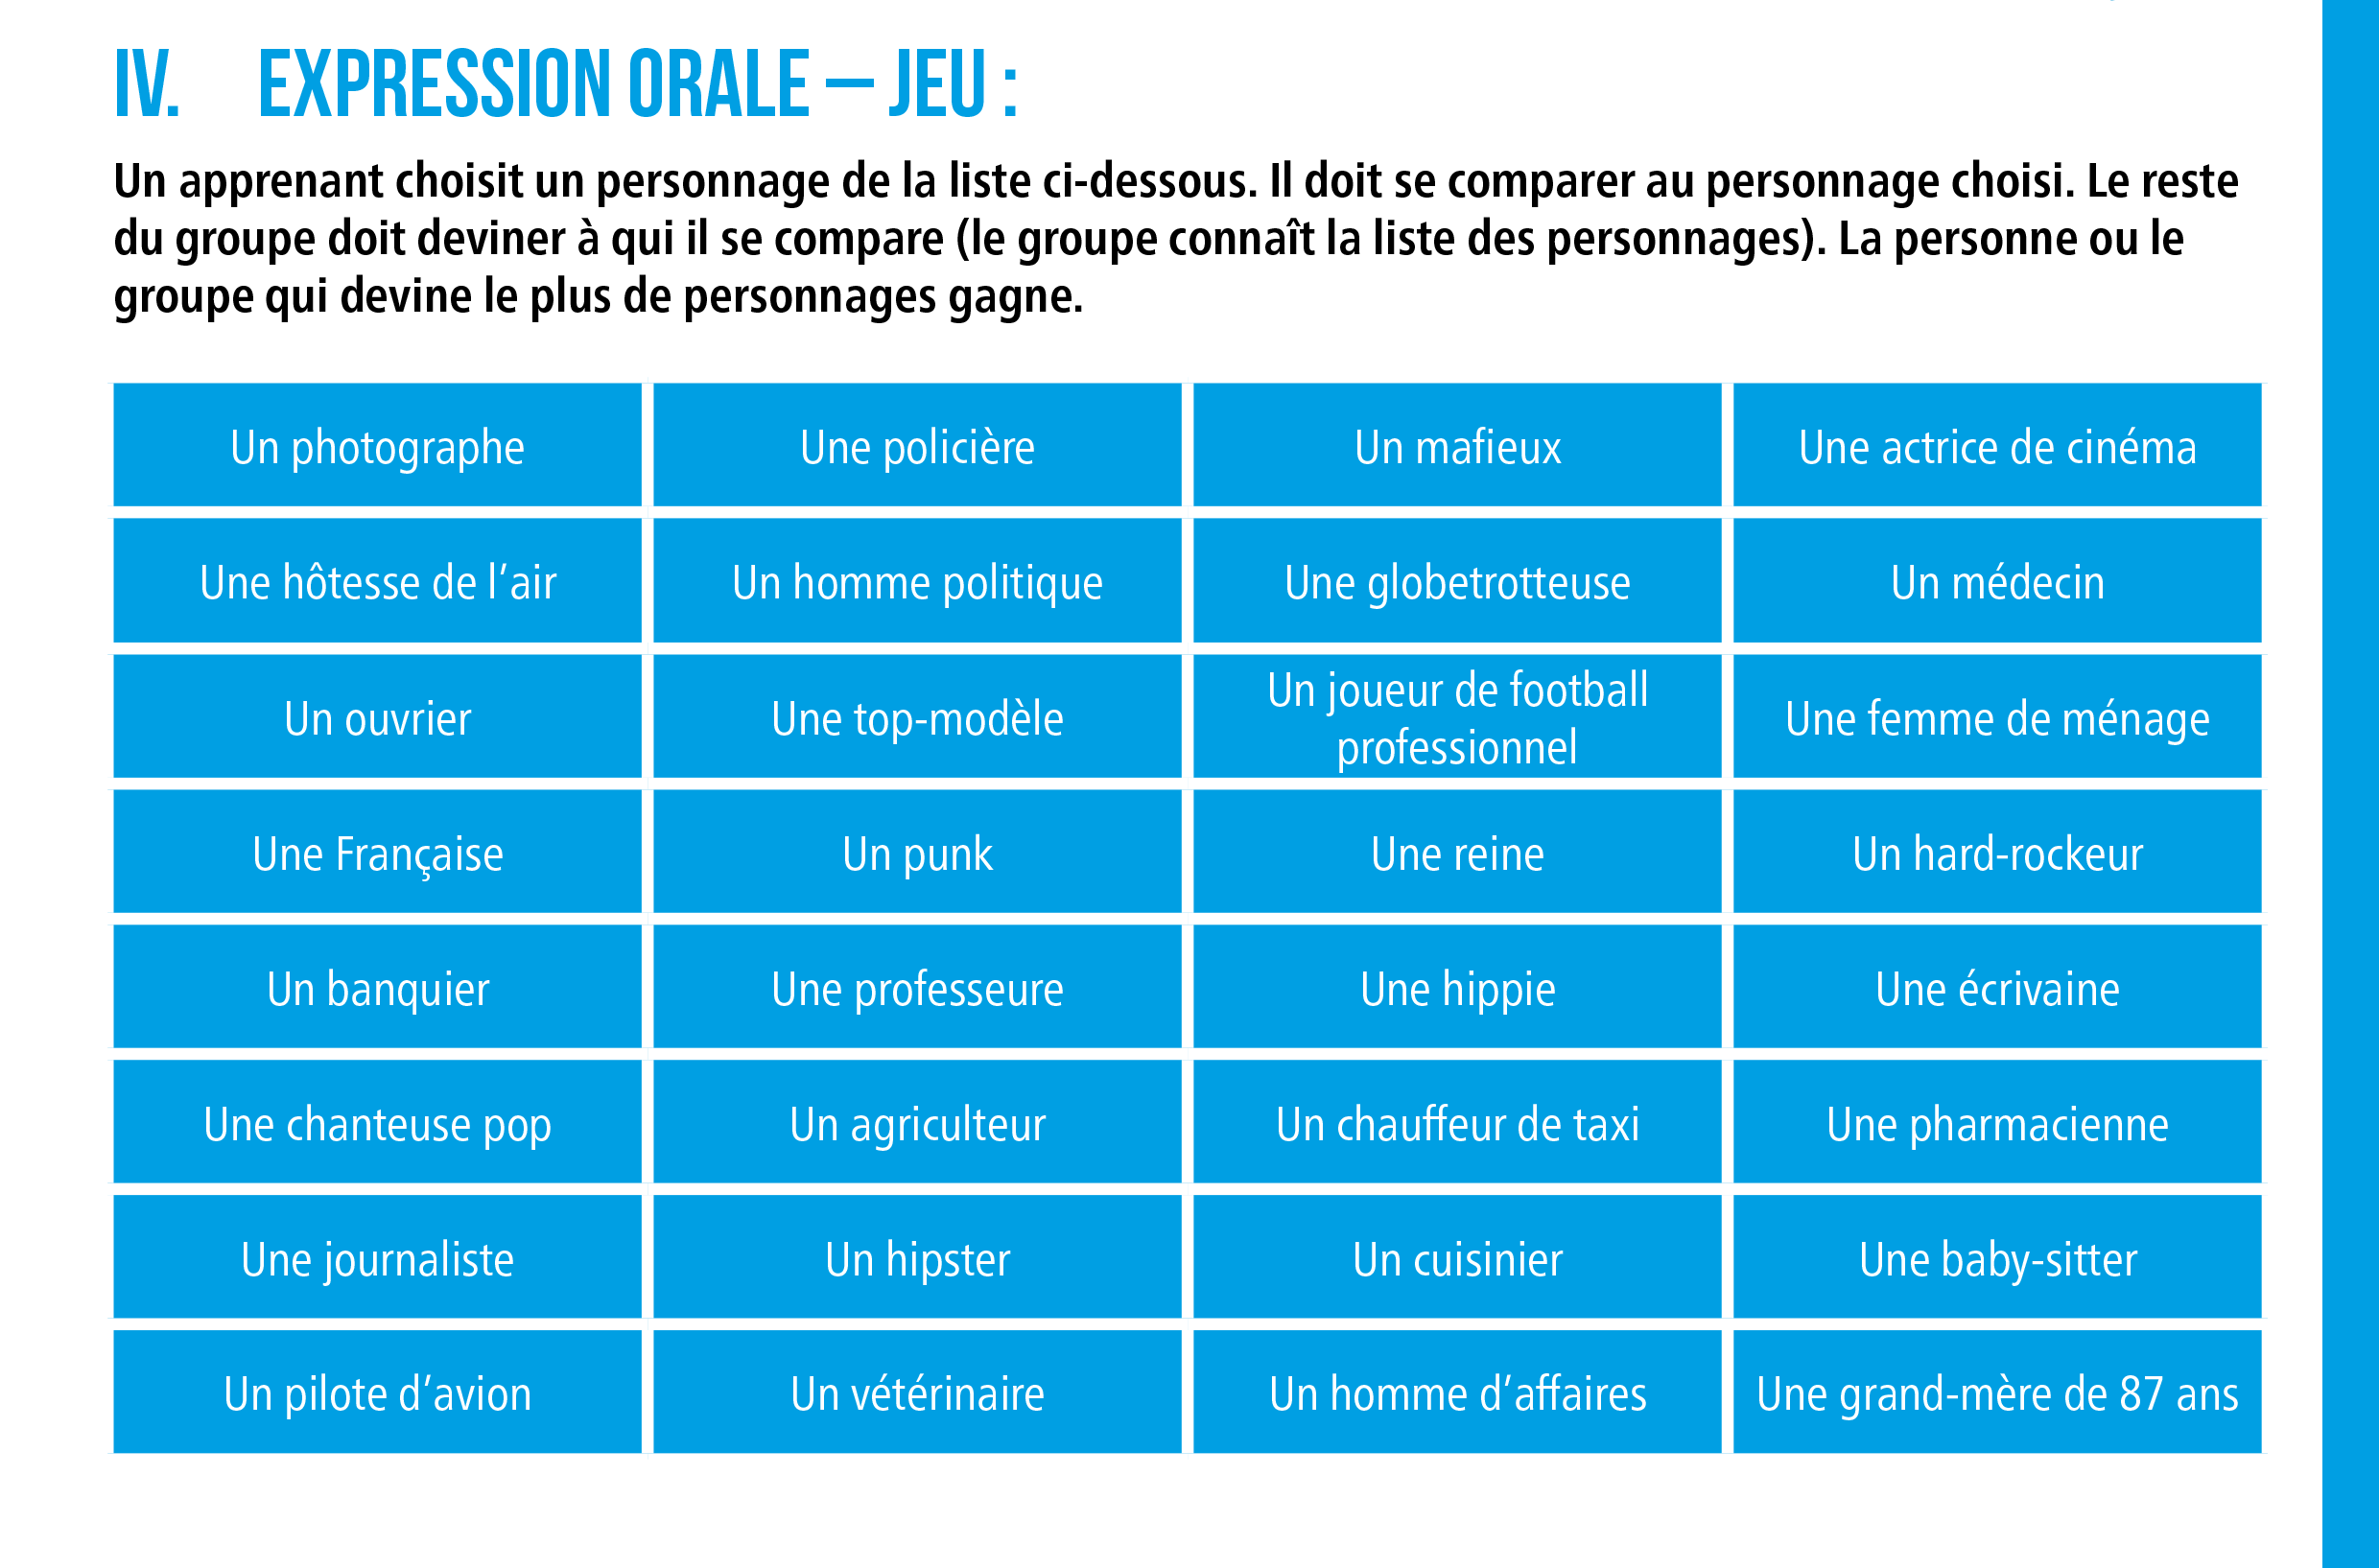 IV. EXPRESSION ORALE – JEU :
Un apprenant choisit un personnage de la liste ci-dessous. Il doit se comparer au personnage choisi. Le reste
du groupe doit deviner à qui il se compare (le groupe connaît la liste des personnages). La personne ou le
groupe qui devine le plus de personnages gagne.
Un photographe
Une policière
Un mafieux
Une actrice de cinéma
Une hôtesse de l’air
Un homme politique
Une globetrotteuse
Un médecin
Un ouvrier
Une top-modèle
Un joueur de football
professionnel
Une femme de ménage
Une Française
Un punk
Une reine
Un hard-rockeur
Un banquier
Une professeure
Une hippie
Une écrivaine
Une chanteuse pop
Un agriculteur
Un chauffeur de taxi
Une pharmacienne
Une journaliste
Un hipster
Un cuisinier
Une baby-sitter
Un pilote d’avion
Un vétérinaire
Un homme d’affaires
Une grand-mère de 87 ans